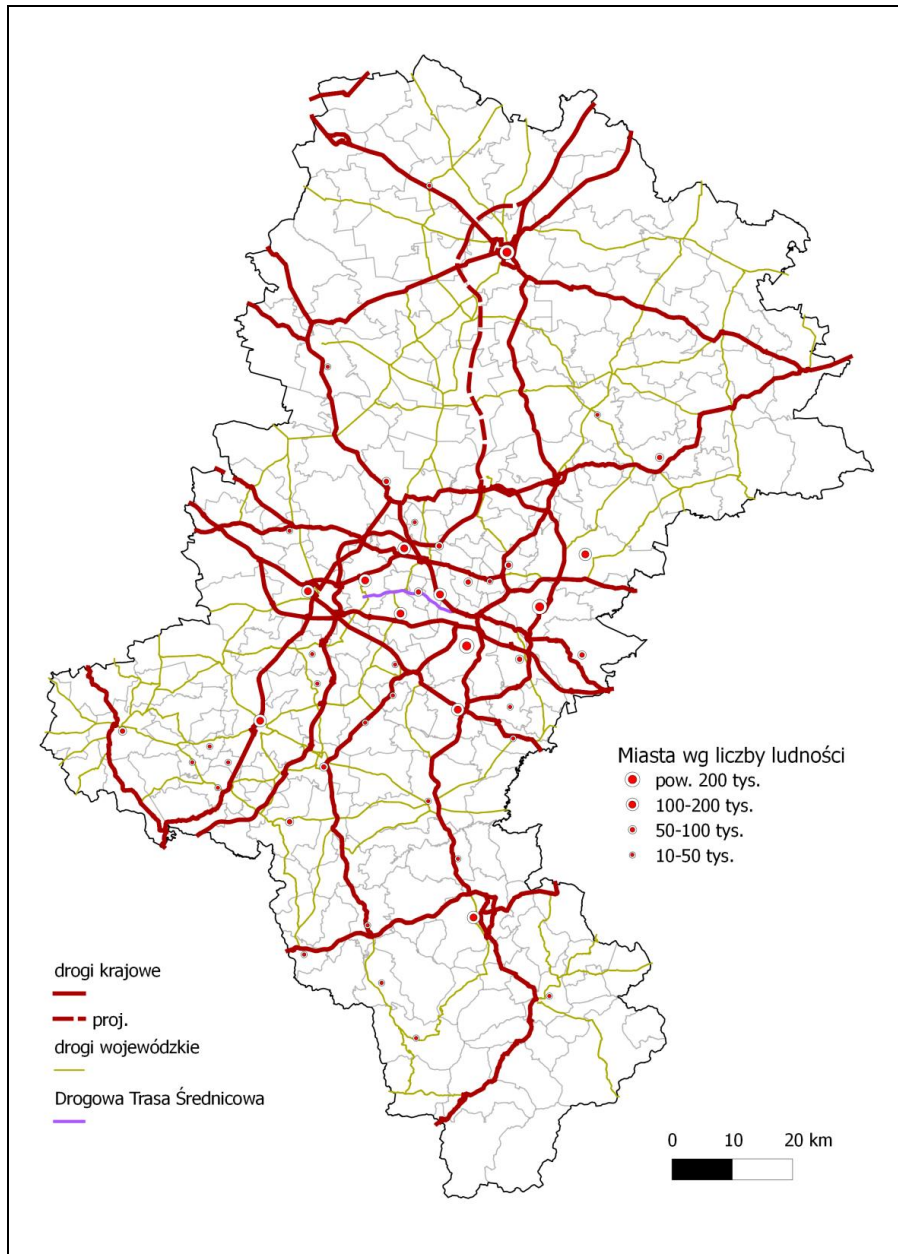 Miasta wg liczby ludności
pow. 200 tys.
100-200 tys.
50-100 tys.
10-50 tys.
drogi krajowe
proj.
drogi wojewódzkie
Drogowa Trasa Średnicowa
0 10 20 km